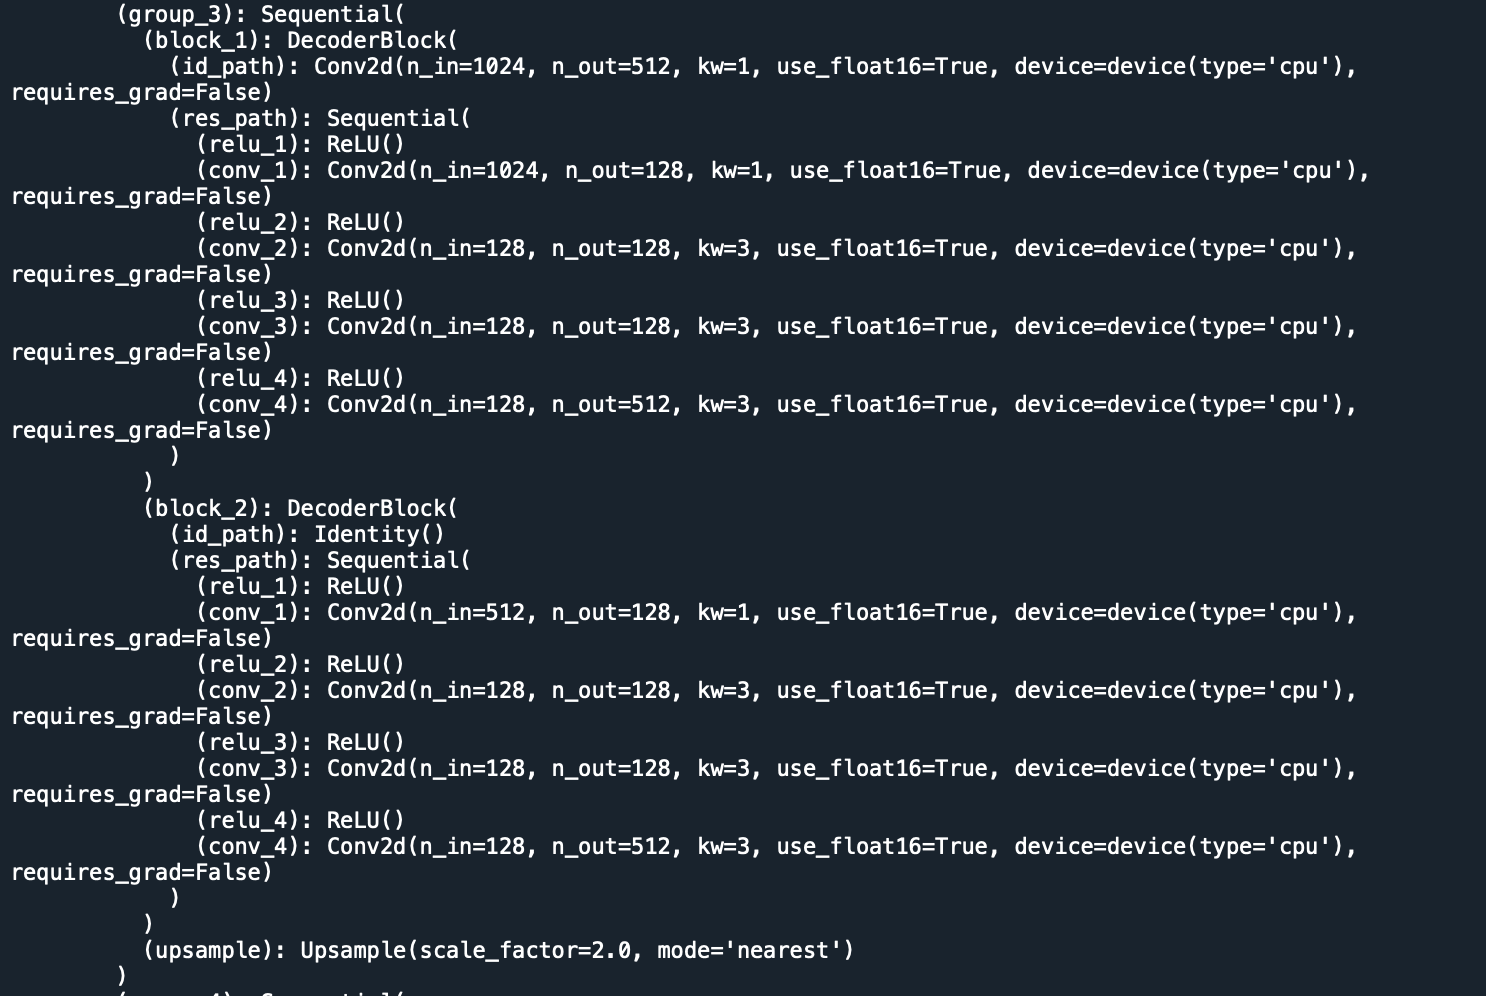 (group_3): Sequential(
(block_1): DecoderBlock(
(id_path): Conv2d(n_in=1024, n_out=512, kw=1, use_float16=True, device=device(type='cpu'),
requires_grad=False)
(res_path): Sequential(
(relu_1): ReLU()
(conv_1): Conv2d(n_in=1024, n_out=128, kw=1, use_float16=True, device=device(type='cpu'),
requires_grad=False)
(relu_2): ReLU()
(conv_2): Conv2d(n_in=128, n_out=128, kw=3, use_float16=True, device=device(type='cpu'),
requires_grad=False)
(relu_3): ReLU()
(conv_3): Conv2d(n_in=128, n_out=128, kw=3, use_float16=True, device=device(type='cpu'),
requires_grad=False)
(relu_4): ReLU()
(conv_4): Conv2d(n_in=128, n_out=512, kw=3, use_float16=True, device=device(type='cpu'),
requires_grad=False)
)
)
(block_2): DecoderBlock(
(id_path): Identity()
(res_path): Sequential(
(relu_1): ReLU()
(conv_1): Conv2d(n_in=512, n_out=128, kw=1, use_float16=True, device=device(type='cpu'),
requires_grad=False)
(relu_2): ReLU()
(conv_2): Conv2d(n_in=128, n_out=128, kw=3, use_float16=True, device=device(type='cpu'),
requires_grad=False)
(relu_3): ReLU()
(conv_3): Conv2d(n_in=128, n_out=128, kw=3, use_float16=True, device=device(type='cpu'),
requires_grad=False)
(relu_4): ReLU()
(conv_4): Conv2d(n_in=128, n_out=512, kw=3, use_float16=True, device=device(type='cpu'),
requires_grad=False)
)
)
(upsample): Upsample(scale_factor=2.0, mode='nearest')
)